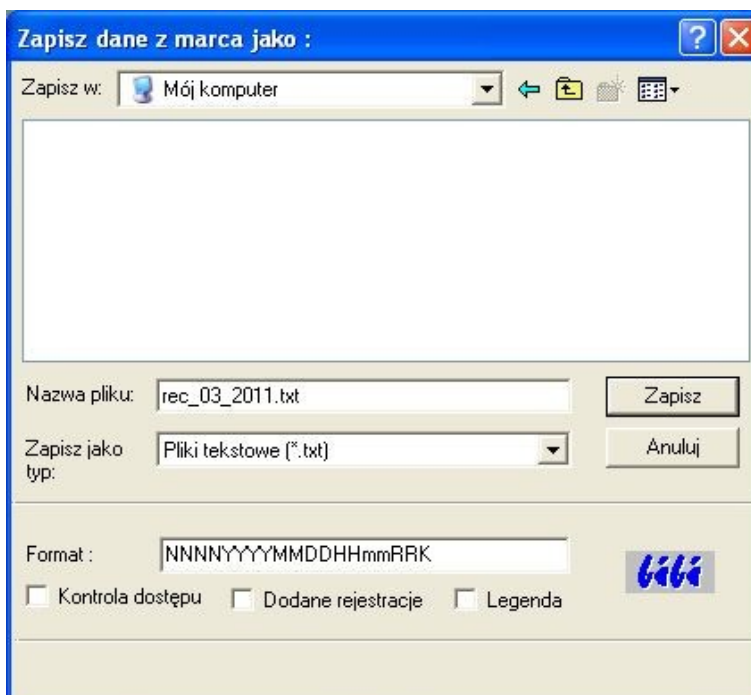 Zapisz dane z marca jako :
Zapisz w: Mój komputer
Nazwa pliku: rec_03_2011.txt Zapisz
Zapisz jako typ: Pliki tekstowe (*.txt) Anuluj
Format : NNNNYYYYMMDDHHmmRRK
bibi
Kontrola dostępu Dodane rejestracje Legenda